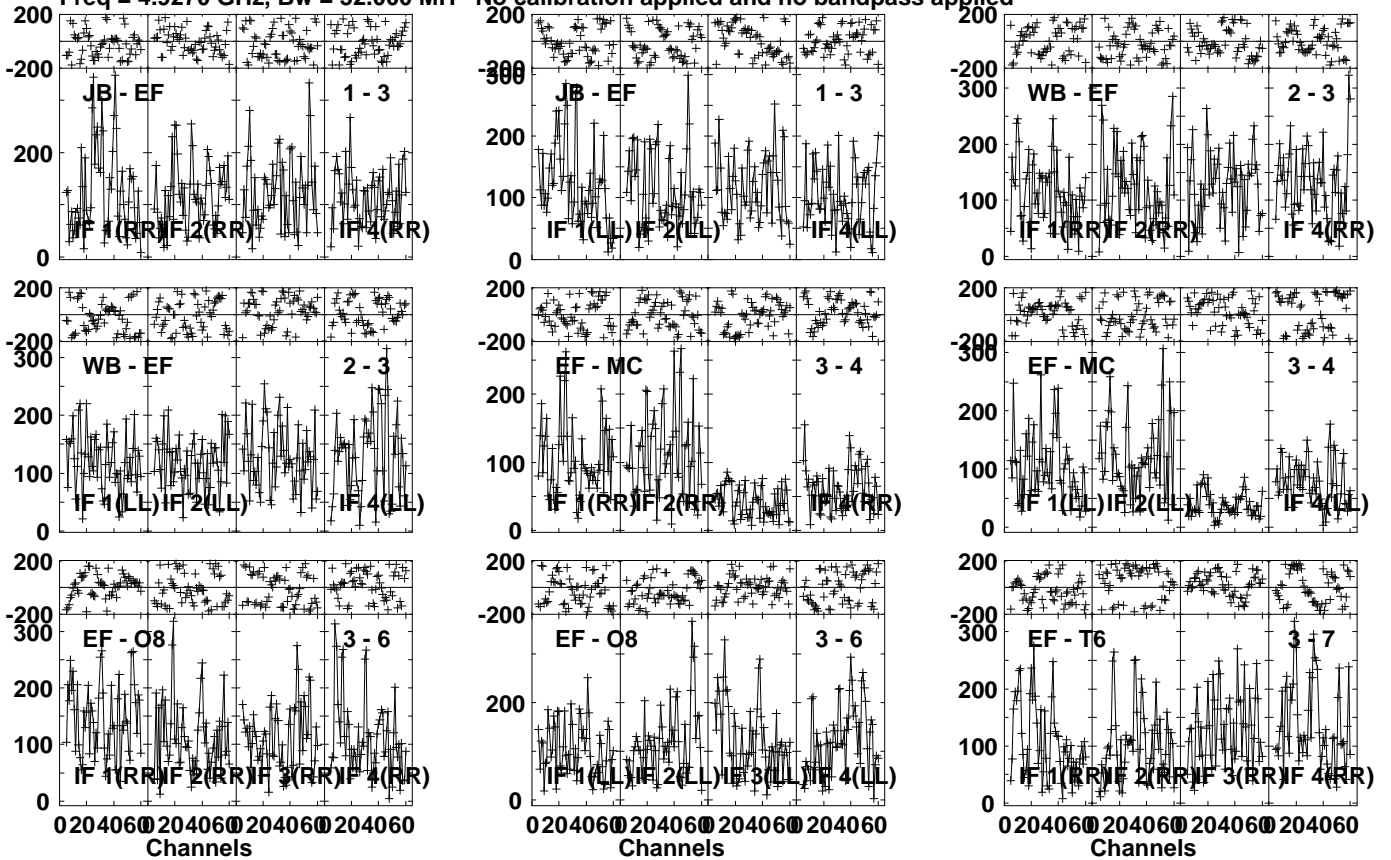 Freq = 4.9270 GHz, Bw = 32.000 MH No calibration applied and no bandpass applied
200
-200
JB - EF 1 - 3
200
0
IF 1(RR) IF 2(RR) IF 4(RR)
200
-200
300
JB - EF 1 - 3
200
100
0
IF 1(LL) IF 2(LL) IF 4(LL)
200
-200
300
WB - EF 2 - 3
200
100
0
IF 1(RR) IF 2(RR) IF 4(RR)
200
-200
300
WB - EF 2 - 3
200
100
0
IF 1(LL) IF 2(LL) IF 4(LL)
200
-200
EF - MC 3 - 4
200
100
0
IF 1(RR) IF 2(RR) IF 4(RR)
200
-200
300
EF - MC 3 - 4
200
100
0
IF 1(LL) IF 2(LL) IF 4(LL)
200
-200
300
EF - O8 3 - 6
200
100
0
IF 1(RR) IF 2(RR) IF 3(RR) IF 4(RR)
0 20 40 60 0 20 40 60 0 20 40 60 0 20 40 60
Channels
200
-200
EF - O8 3 - 6
200
100
0
IF 1(LL) IF 2(LL) IF 3(LL) IF 4(LL)
0 20 40 60 0 20 40 60 0 20 40 60 0 20 40 60
Channels
200
-200
300
EF - T6 3 - 7
200
100
0
IF 1(RR) IF 2(RR) IF 3(RR) IF 4(RR)
0 20 40 60 0 20 40 60 0 20 40 60 0 20 40 60
Channels